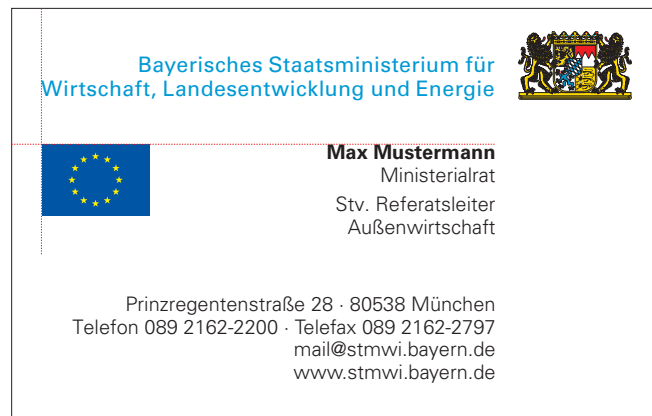 Bayerisches Staatsministerium für
Wirtschaft, Landesentwicklung und Energie
Max Mustermann
Ministerialrat
Stv. Referatsleiter
Außenwirtschaft
Prinzregentenstraße 28 · 80538 München
Telefon 089 2162-2200 · Telefax 089 2162-2797
mail@stmwi.bayern.de
www.stmwi.bayern.de